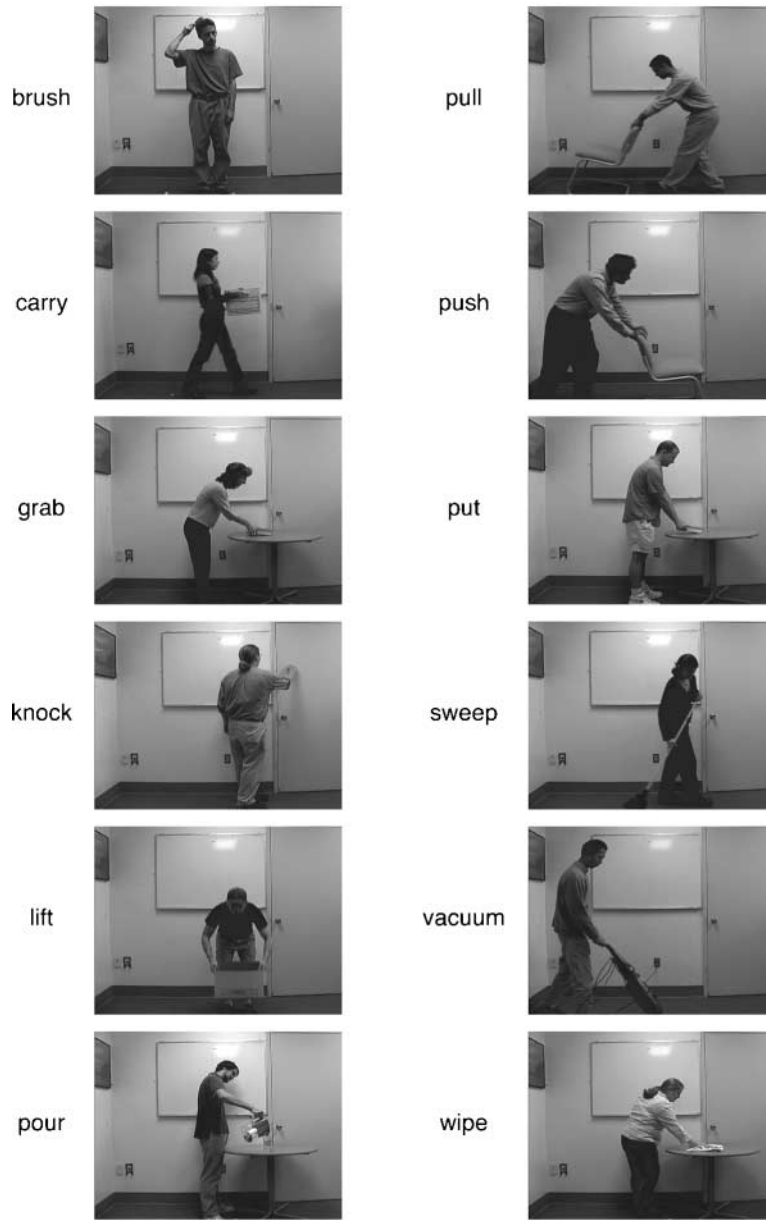 brush
pull
carry
push
grab
put
knock
sweep
lift
vacuum
pour
wipe